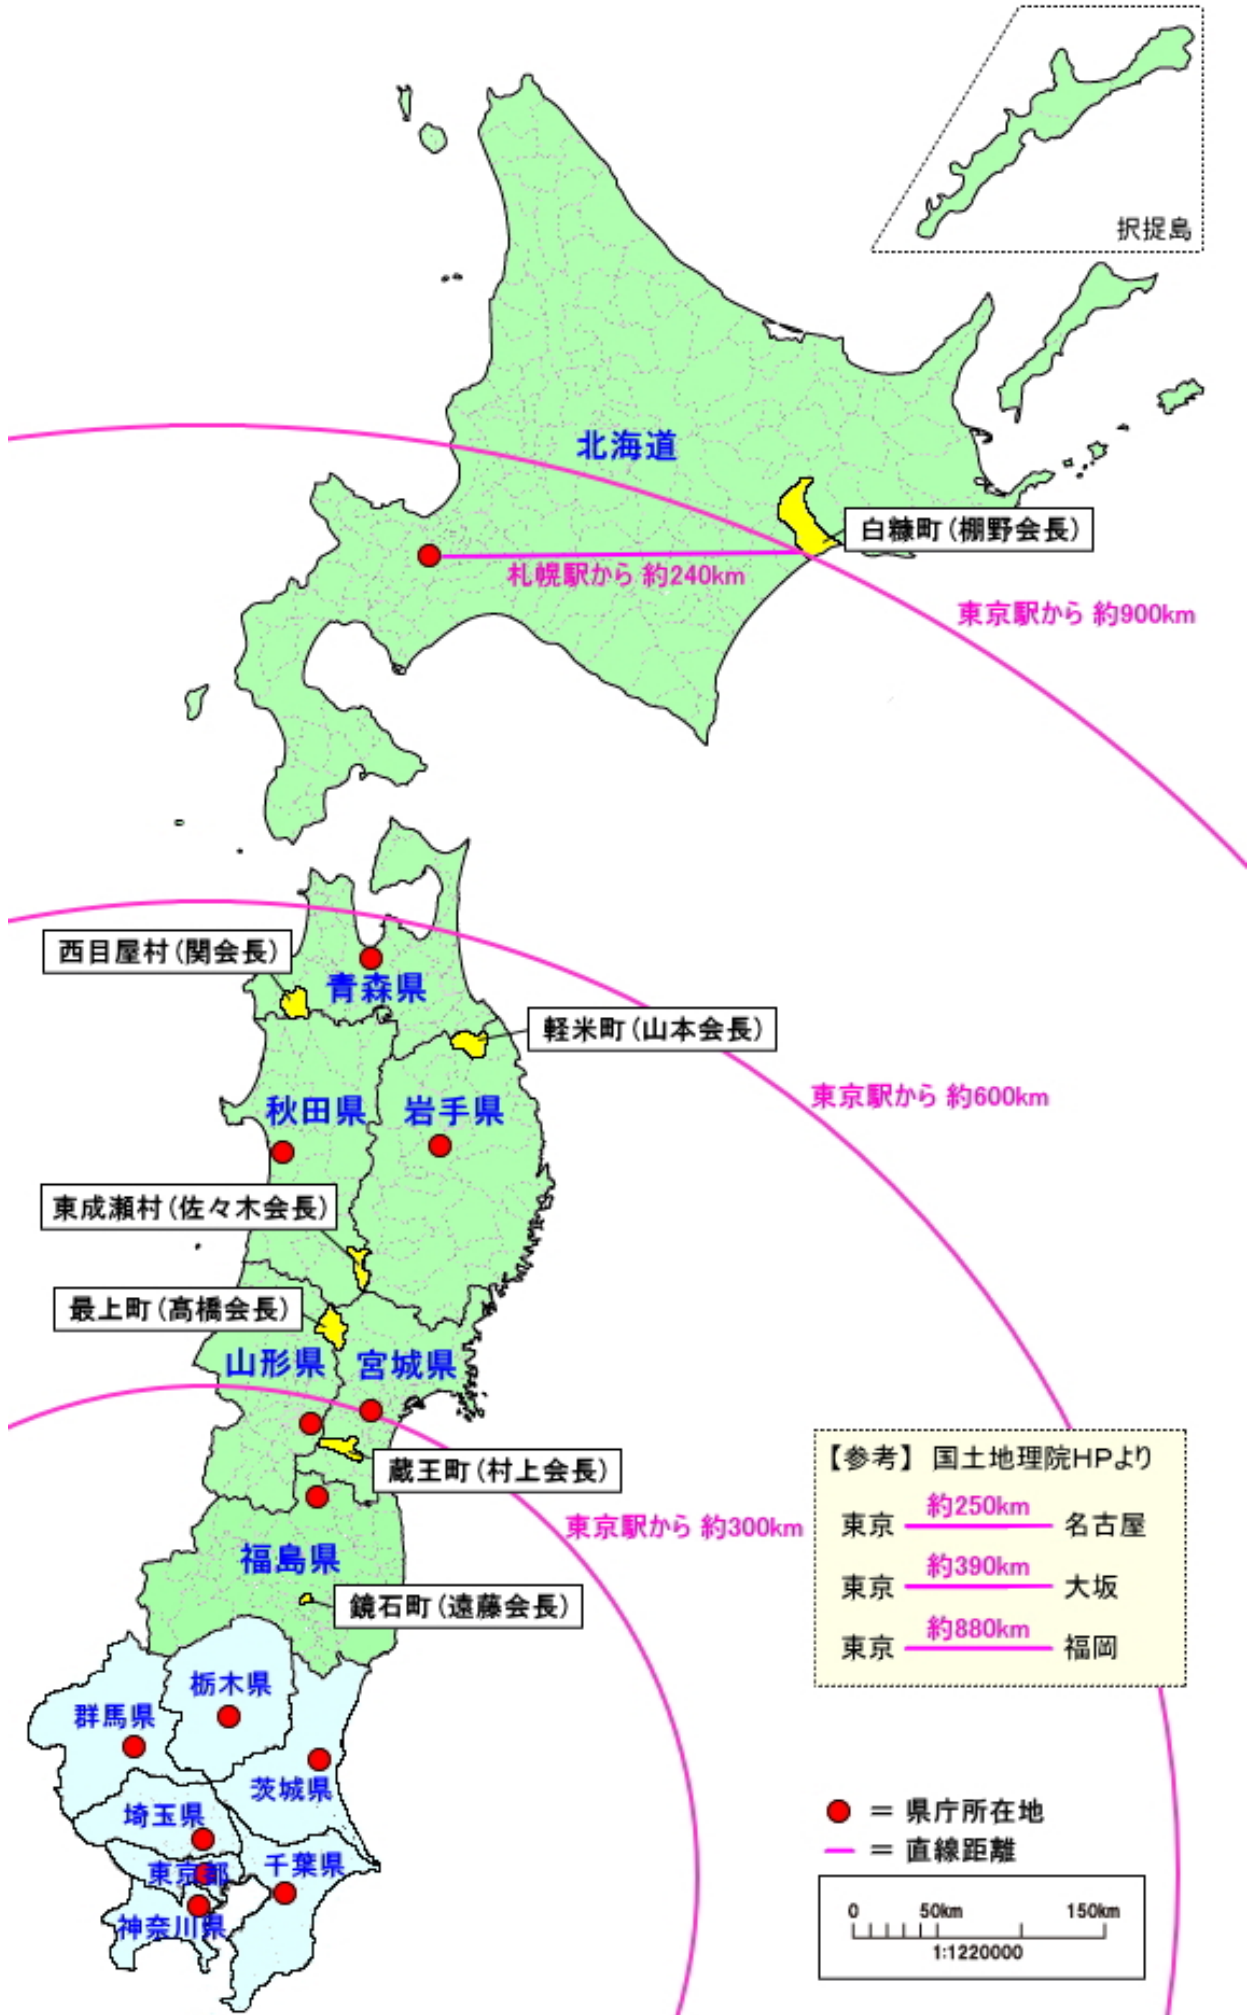 択捉島
北海道
白糠町(棚野会長)
札幌駅から 約240km
東京駅から 約900km
西目屋村(関会長)
青森県
軽米町(山本会長)
東京駅から 約600km
秋田県
岩手県
東成瀬村(佐々木会長)
最上町(髙橋会長)
山形県
宮城県
蔵王町(村上会長)
東京駅から 約300km
【参考】 国土地理院HPより
東京 約250km 名古屋
東京 約390km 大坂
東京 約880km 福岡
福島県
鏡石町(遠藤会長)
栃木県
群馬県
茨城県
埼玉県
東京都
千葉県
神奈川県
= 県庁所在地
= 直線距離
0 50km 150km
1:1220000